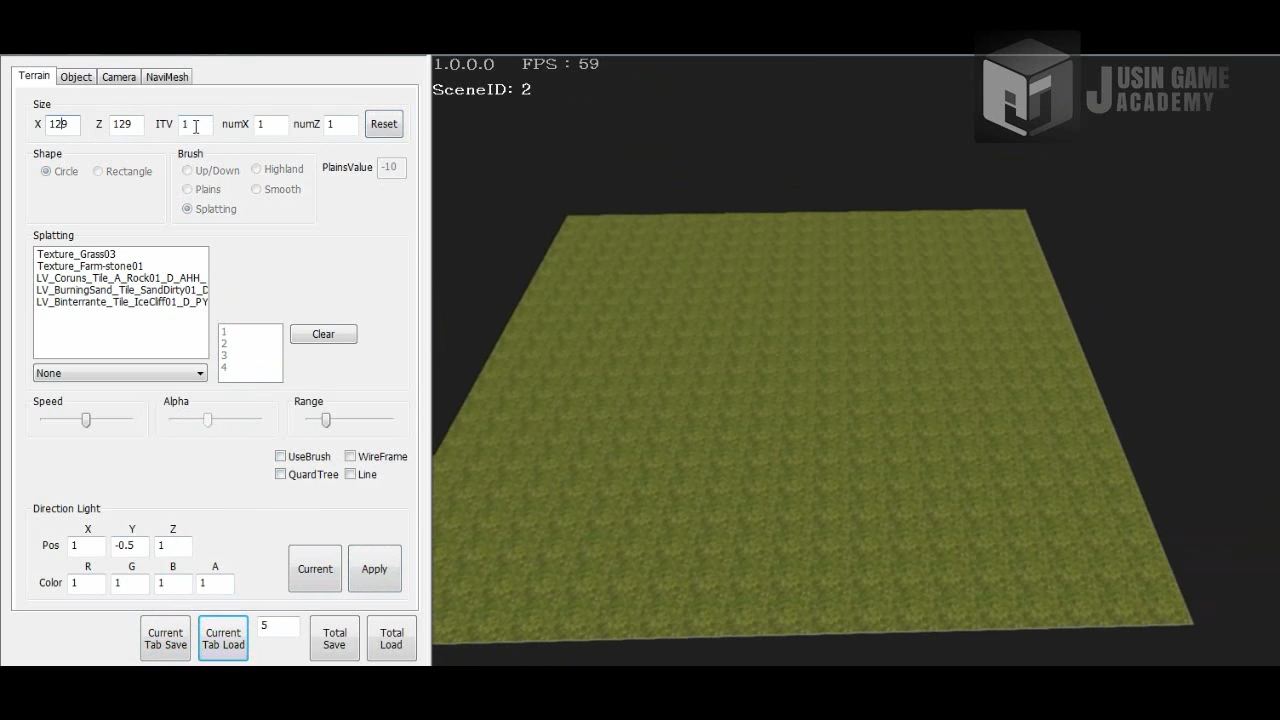 1.0.0.0 FPS : 59
SceneID: 2
JUSIN GAME
ACADEMY
Terrain Object Camera NaviMesh
Size
X 129 Z 129 ITV 1 numX 1 numZ 1 Reset
Shape Brush PlainsValue -10
Circle Rectangle Up/Down Highland
Plains Smooth
Splatting
Splatting
Texture_Grass03
Texture_Farm-stone01
LV_Coruns_Tile_A_Rock01_D_AHH_
LV_BurningSand_Tile_SandDirty01_D
LV_Binterrante_Tile_IceCliff01_D_PY
1
2
3
4
Clear
None
Speed Alpha Range
UseBrush WireFrame
QuardTree Line
Direction Light
X Y Z
Pos 1 -0.5 1
R G B A
Color 1 1 1 1
Current Apply
Current Tab Save
Current Tab Load
5
Total Save
Total Load